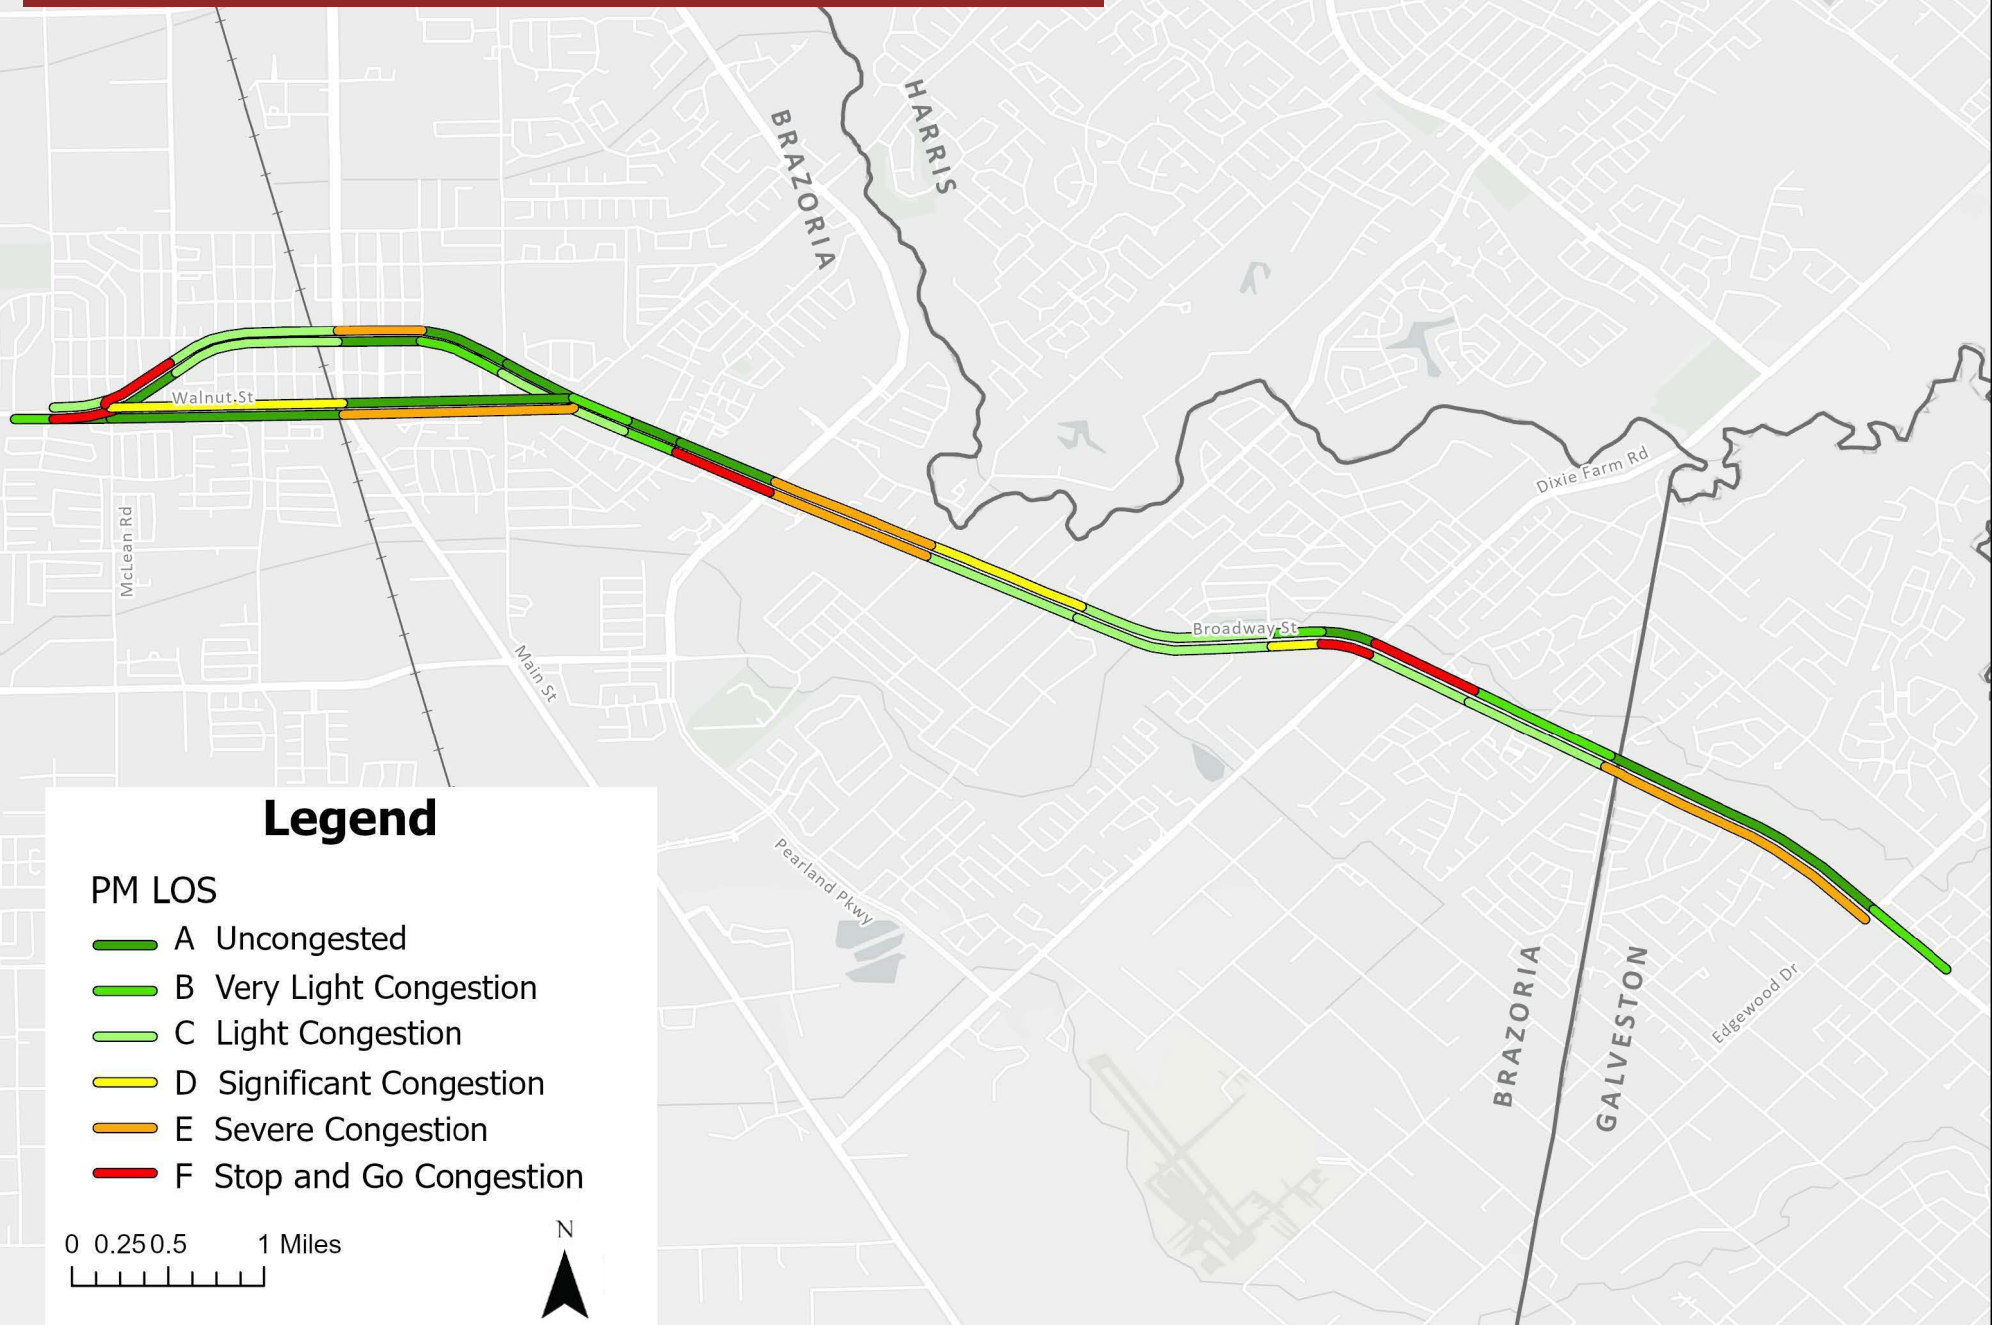 HARRIS
BRAZORIA
Walnut St
Dixie Farm Rd
McLean Rd
Broadway St
Main St
Pearland Pkwy
BRAZORIA
GALVESTON
Edgewood Dr
Legend
PM LOS
A Uncongested
B Very Light Congestion
C Light Congestion
D Significant Congestion
E Severe Congestion
F Stop and Go Congestion
0 0.25 0.5 1 Miles
N